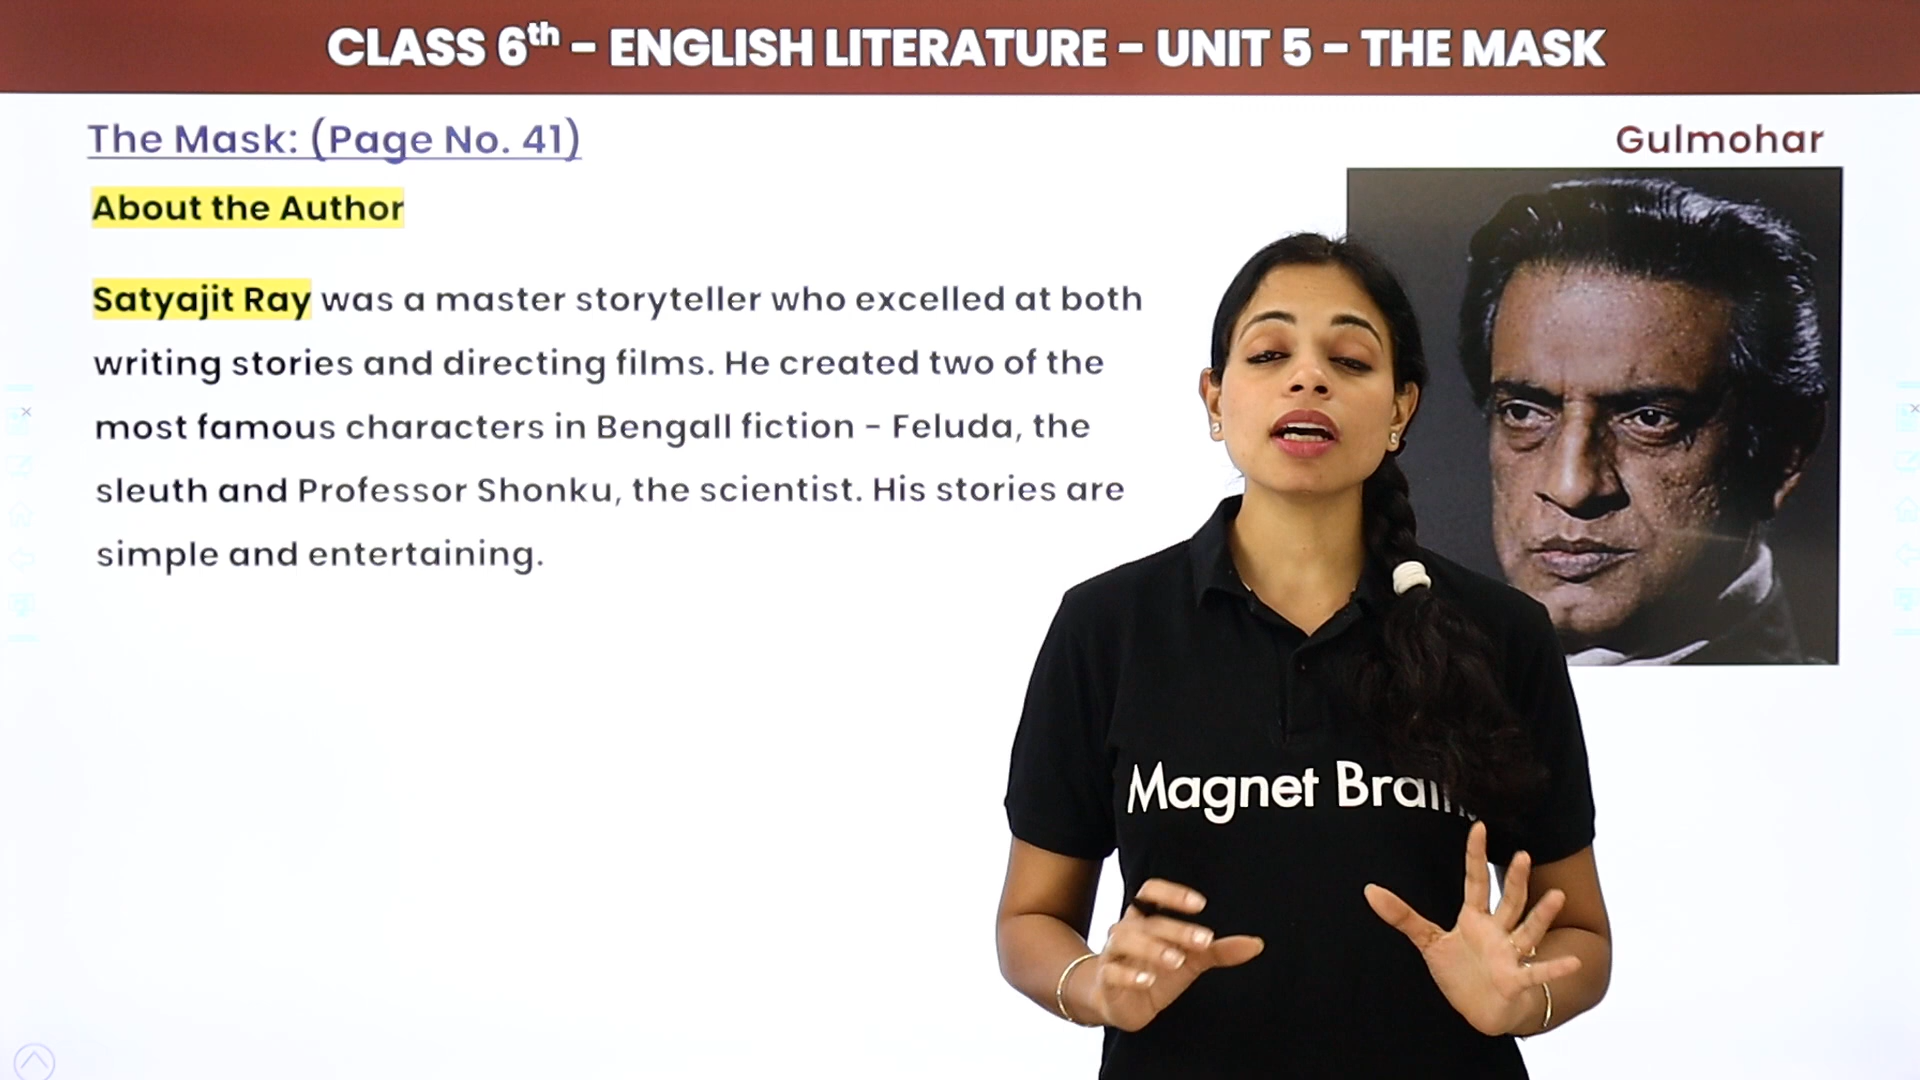 CLASS 6th – ENGLISH LITERATURE – UNIT 5 – THE MASK
The Mask: (Page No. 41)
Gulmohar
About the Author
Satyajit Ray was a master storyteller who excelled at both
writing stories and directing films. He created two of the
most famous characters in Bengall fiction – Feluda, the
sleuth and Professor Shonku, the scientist. His stories are
simple and entertaining.
Magnet